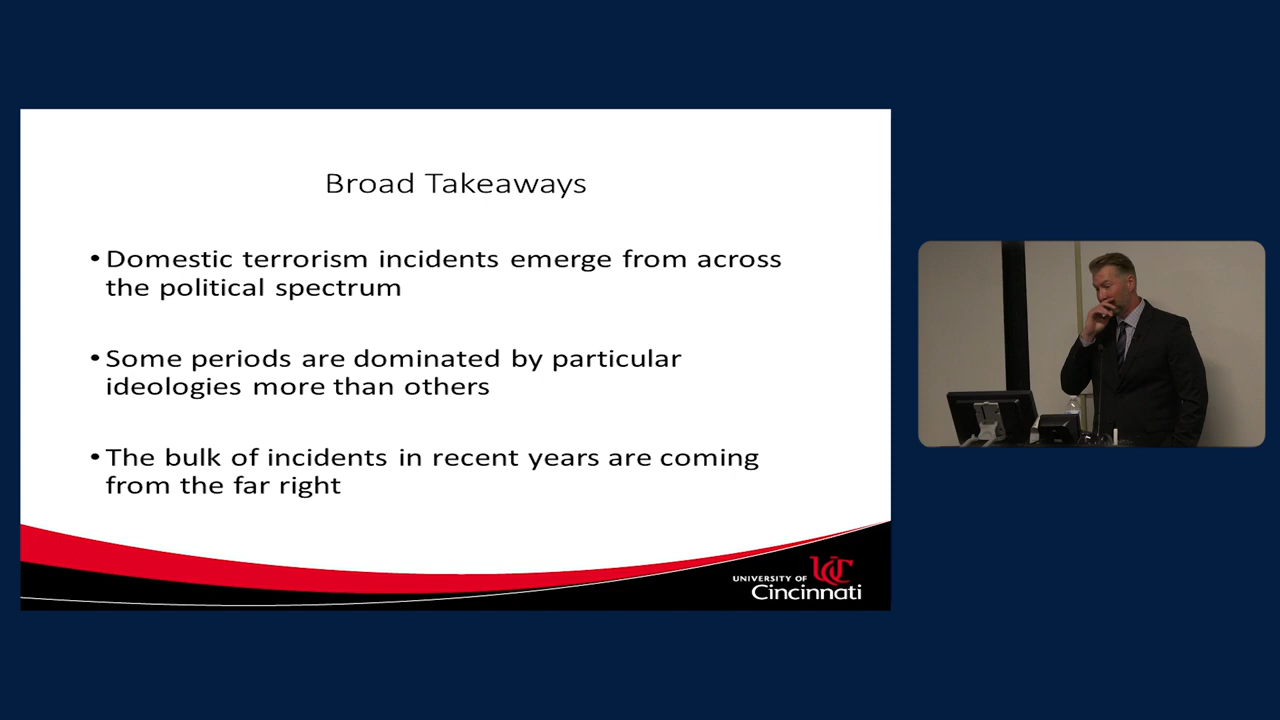 Broad Takeaways
• Domestic terrorism incidents emerge from across
the political spectrum
• Some periods are dominated by particular
ideologies more than others
• The bulk of incidents in recent years are coming
from the far right
UC
UNIVERSITY OF
Cincinnati